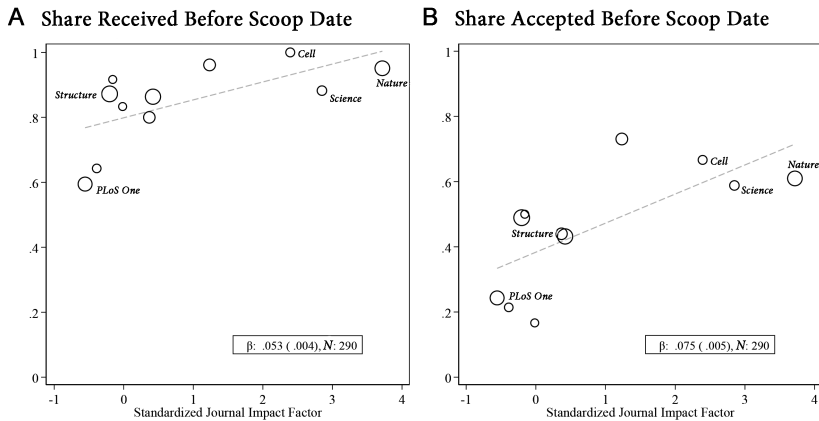 A Share Received Before Scoop Date
1
.8
.6
.4
.2
0
Cell
Nature
Structure
Science
PLoS One
β: .053 ( .004), N: 290
-1 0 1 2 3 4
Standardized Journal Impact Factor
B Share Accepted Before Scoop Date
1
.8
.6
.4
.2
0
Cell
Nature
Science
Structure
PLoS One
β: .075 (.005), N: 290
-1 0 1 2 3 4
Standardized Journal Impact Factor